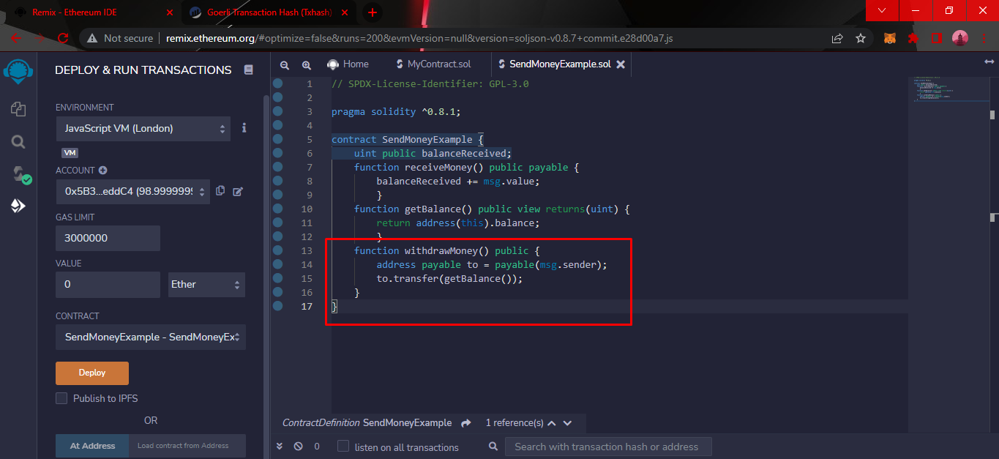 Remix - Ethereum IDE
Goerli Transaction Hash (Txhash)
Not secure
remix.ethereum.org/#optimize=false&runs=200&evmVersion=null&version=soljson-v0.8.7+commit.e28d00a7.js
DEPLOY & RUN TRANSACTIONS
ENVIRONMENT
JavaScript VM (London)
VM
ACCOUNT
0x5B3...eddC4 (98.9999999
GAS LIMIT
3000000
VALUE
0
Ether
CONTRACT
SendMoneyExample - SendMoneyEx
Deploy
Publish to IPFS
OR
At Address
Load contract from Address
Home
MyContract.sol
SendMoneyExample.sol
1 // SPDX-License-Identifier: GPL-3.0
2
3 pragma solidity ^0.8.1;
4
5 contract SendMoneyExample {
6 uint public balanceReceived;
7 function receiveMoney() public payable {
8 balanceReceived += msg.value;
9 }
10 function getBalance() public view returns(uint) {
11 return address(this).balance;
12 }
13 function withdrawMoney() public {
14 address payable to = payable(msg.sender);
15 to.transfer(getBalance());
16 }
17 }
ContractDefinition SendMoneyExample
1 reference(s)
0
listen on all transactions
Search with transaction hash or address